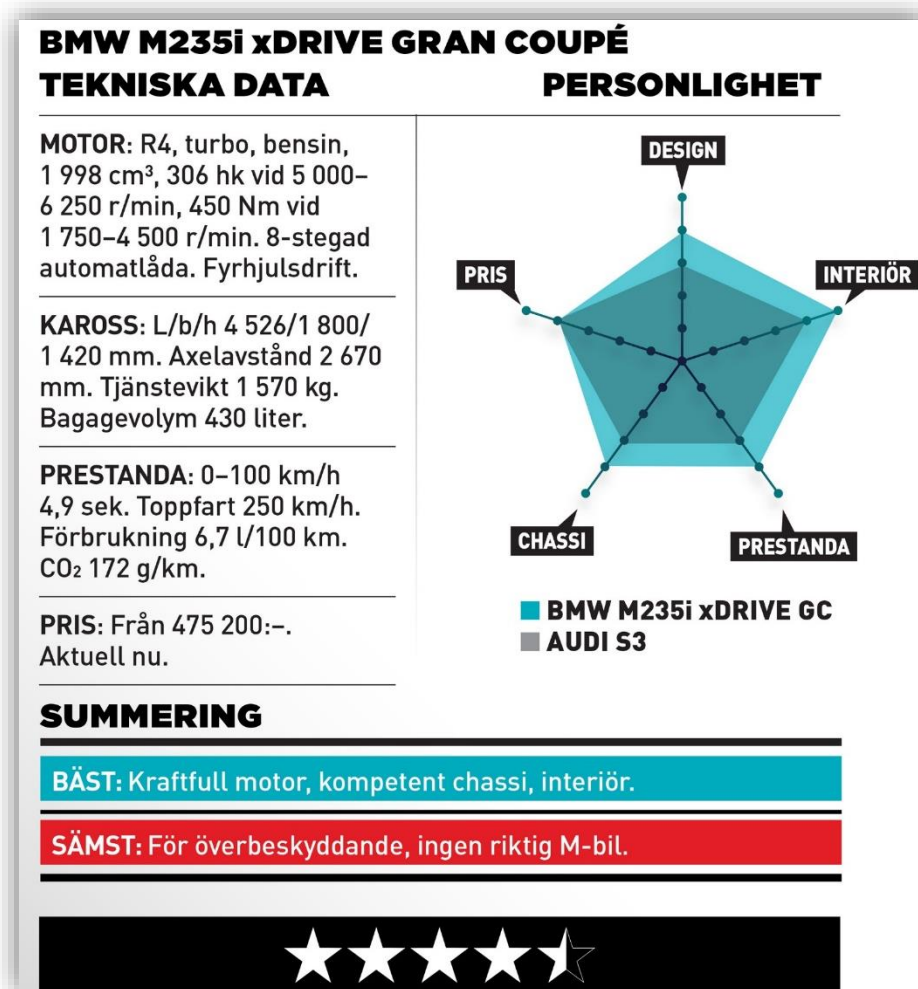 BMW M235i xDRIVE GRAN COUPÉ
TEKNISKA DATA
MOTOR: R4, turbo, bensin,
1 998 cm³, 306 hk vid 5 000–
6 250 r/min, 450 Nm vid
1 750–4 500 r/min. 8-stegad
automatlåda. Fyrhjulsdrift.
KAROSS: L/b/h 4 526/1 800/
1 420 mm. Axelavstånd 2 670
mm. Tjänstevikt 1 570 kg.
Bagagevolym 430 liter.
PRESTANDA: 0–100 km/h
4,9 sek. Toppfart 250 km/h.
Förbrukning 6,7 l/100 km.
CO₂ 172 g/km.
PRIS: Från 475 200:–.
Aktuell nu.
PERSONLIGHET
DESIGN
PRIS
INTERIÖR
CHASSI
PRESTANDA
BMW M235i xDRIVE GC
AUDI S3
SUMMERING
BÄST: Kraftfull motor, kompetent chassi, interiör.
SÄMST: För överbeskyddande, ingen riktig M-bil.